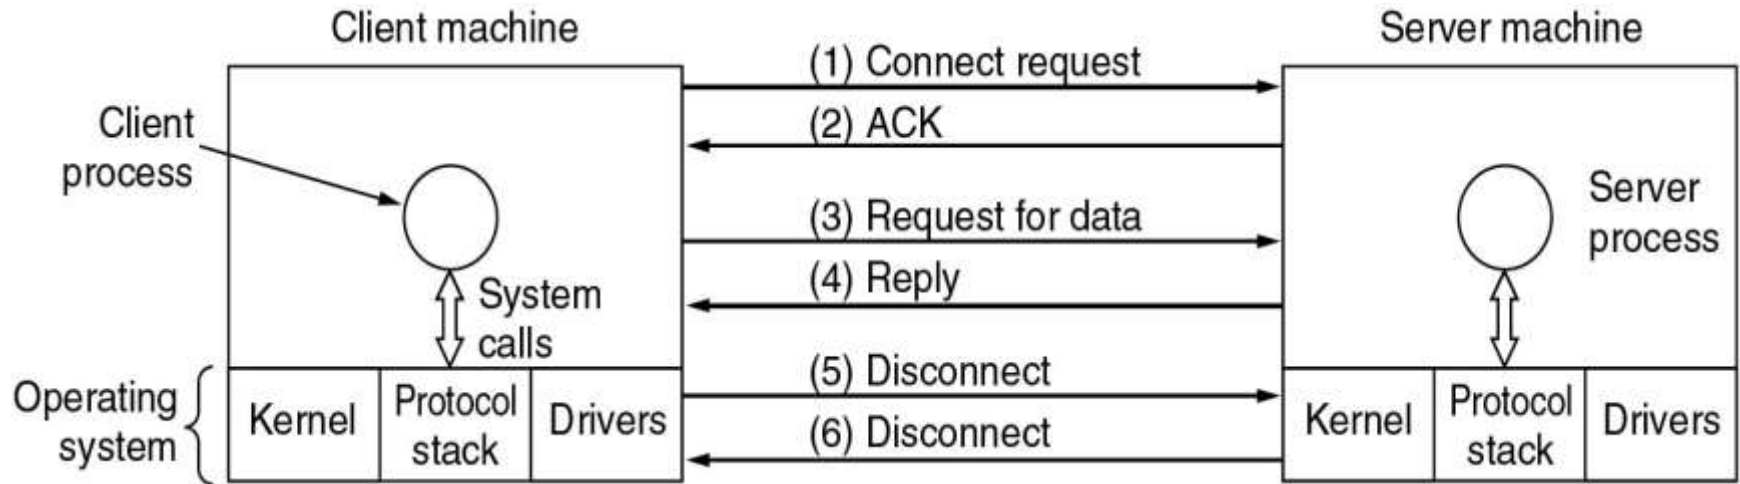 Client machine
Server machine
(1) Connect request
(2) ACK
Client
process
(3) Request for data
Server
process
(4) Reply
System
calls
(5) Disconnect
(6) Disconnect
Operating
system
Kernel
Protocol
stack
Drivers
Kernel
Protocol
stack
Drivers